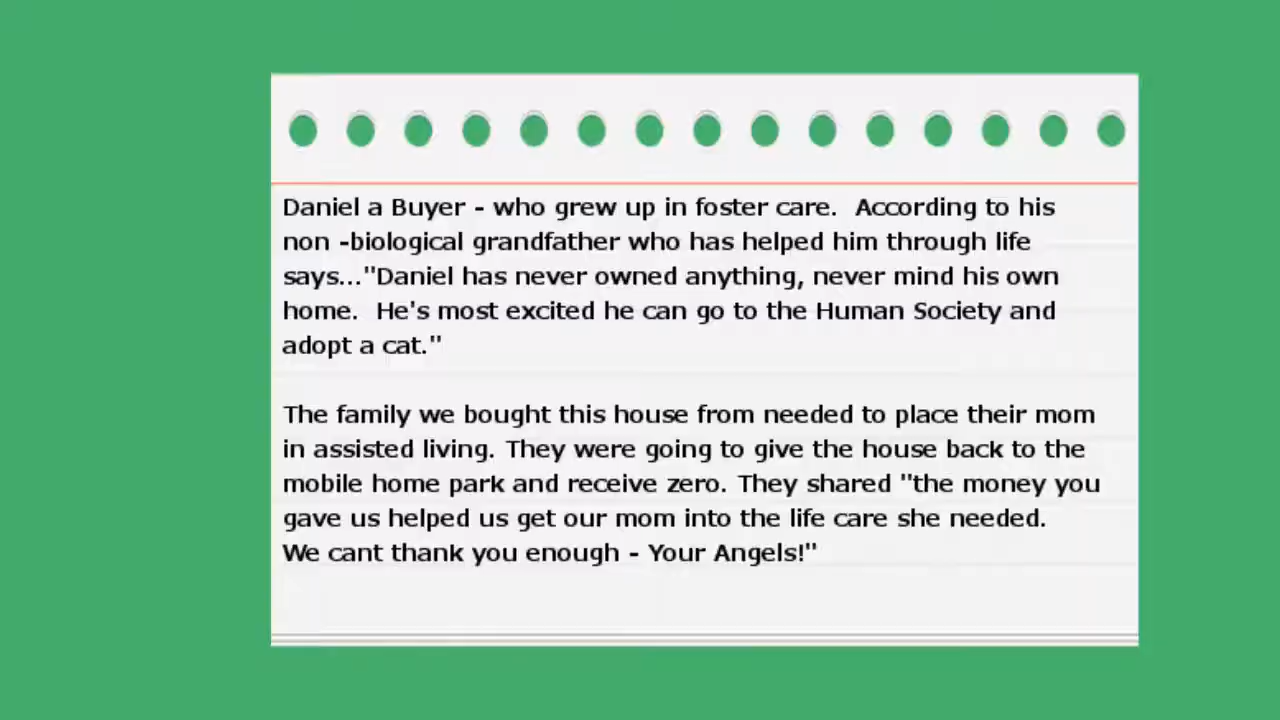 Daniel a Buyer - who grew up in foster care.  According to his
non -biological grandfather who has helped him through life
says..."Daniel has never owned anything, never mind his own
home.  He's most excited he can go to the Human Society and
adopt a cat."
The family we bought this house from needed to place their mom
in assisted living. They were going to give the house back to the
mobile home park and receive zero. They shared "the money you
gave us helped us get our mom into the life care she needed.
We cant thank you enough - Your Angels!"